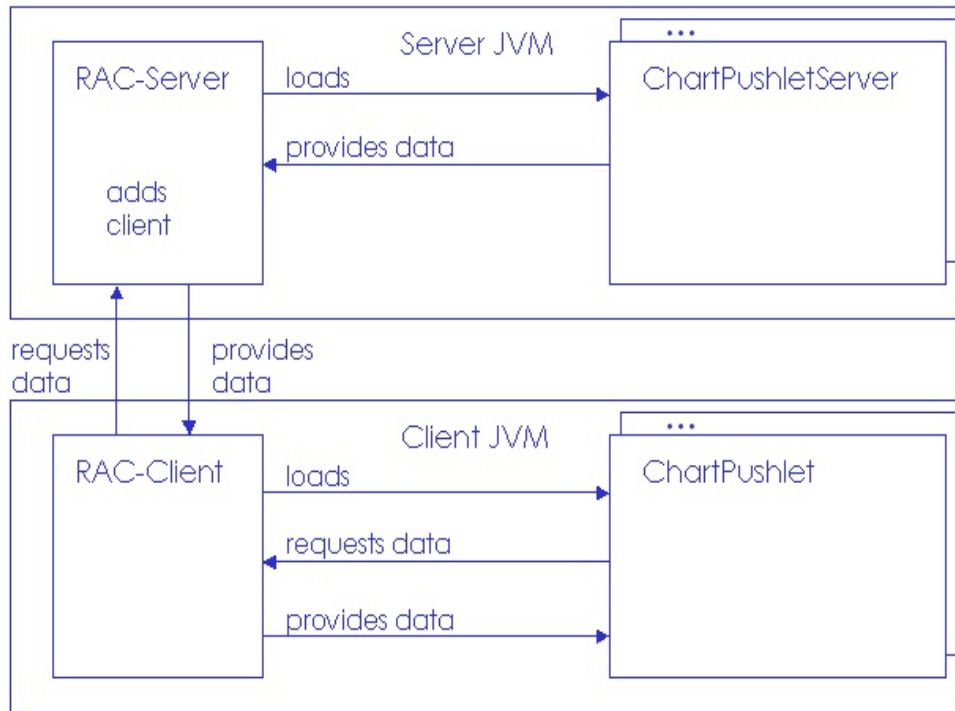 ...
Server JVM
RAC-Server
loads
ChartPushletServer
provides data
adds
client
requests
data
provides
data
...
Client JVM
RAC-Client
loads
ChartPushlet
requests data
provides data